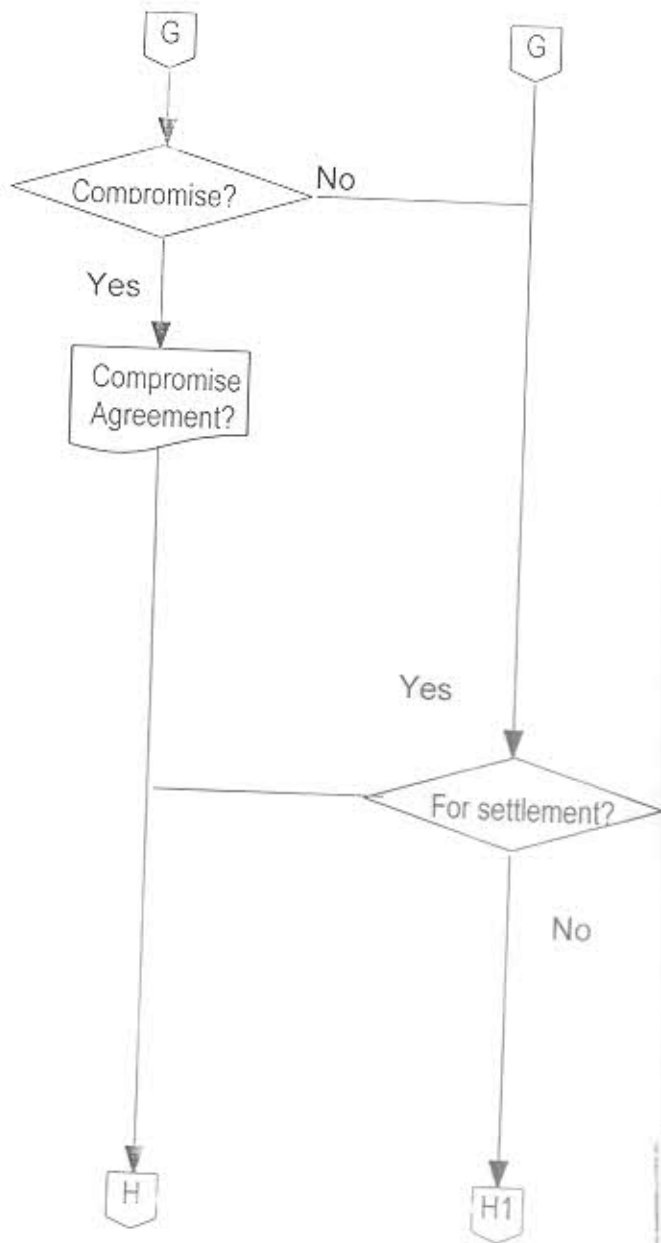 G
G
Compromise?
No
Yes
Compromise
Agreement?
Yes
For settlement?
No
H
H1